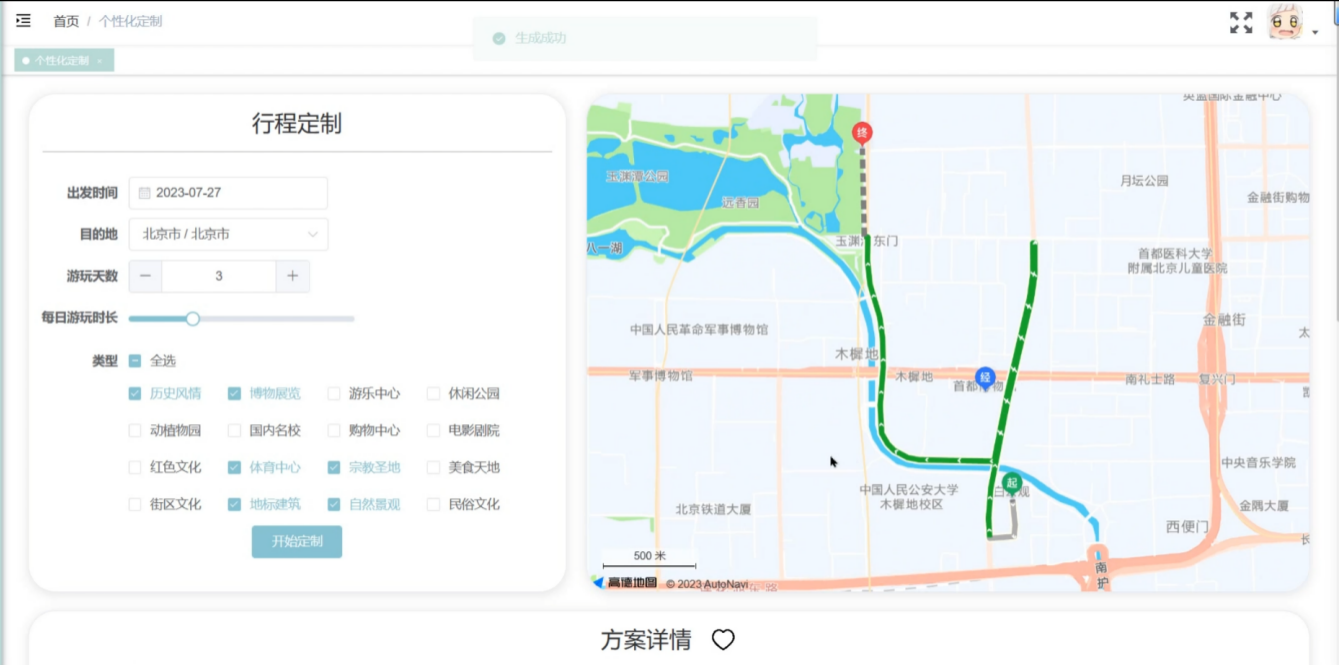 首页 / 个性化定制
生成成功
个性化定制 ×
行程定制
出发时间 2023-07-27
目的地 北京市 / 北京市
游玩天数 − 3 +
每日游玩时长
类型 全选
历史风情 博物展览 游乐中心 休闲公园
动植物园 国内名校 购物中心 电影剧院
红色文化 体育中心 宗教圣地 美食天地
街区文化 地标建筑 自然景观 民俗文化
开始定制
英蓝国际金融中心
终
玉渊潭公园
月坛公园
远香园
金融街购物
八一湖
玉渊潭东门
首都医科大学
附属北京儿童医院
金融街
中国人民革命军事博物馆
太
木樨地
军事博物馆
木樨地
经
首都博物
南礼士路
复兴门
中央音乐学院
起
白云观
中国人民公安大学
木樨地校区
北京铁道大厦
金隅大厦
西便门
长
500 米
南
护
高德地图 © 2023 AutoNavi
方案详情